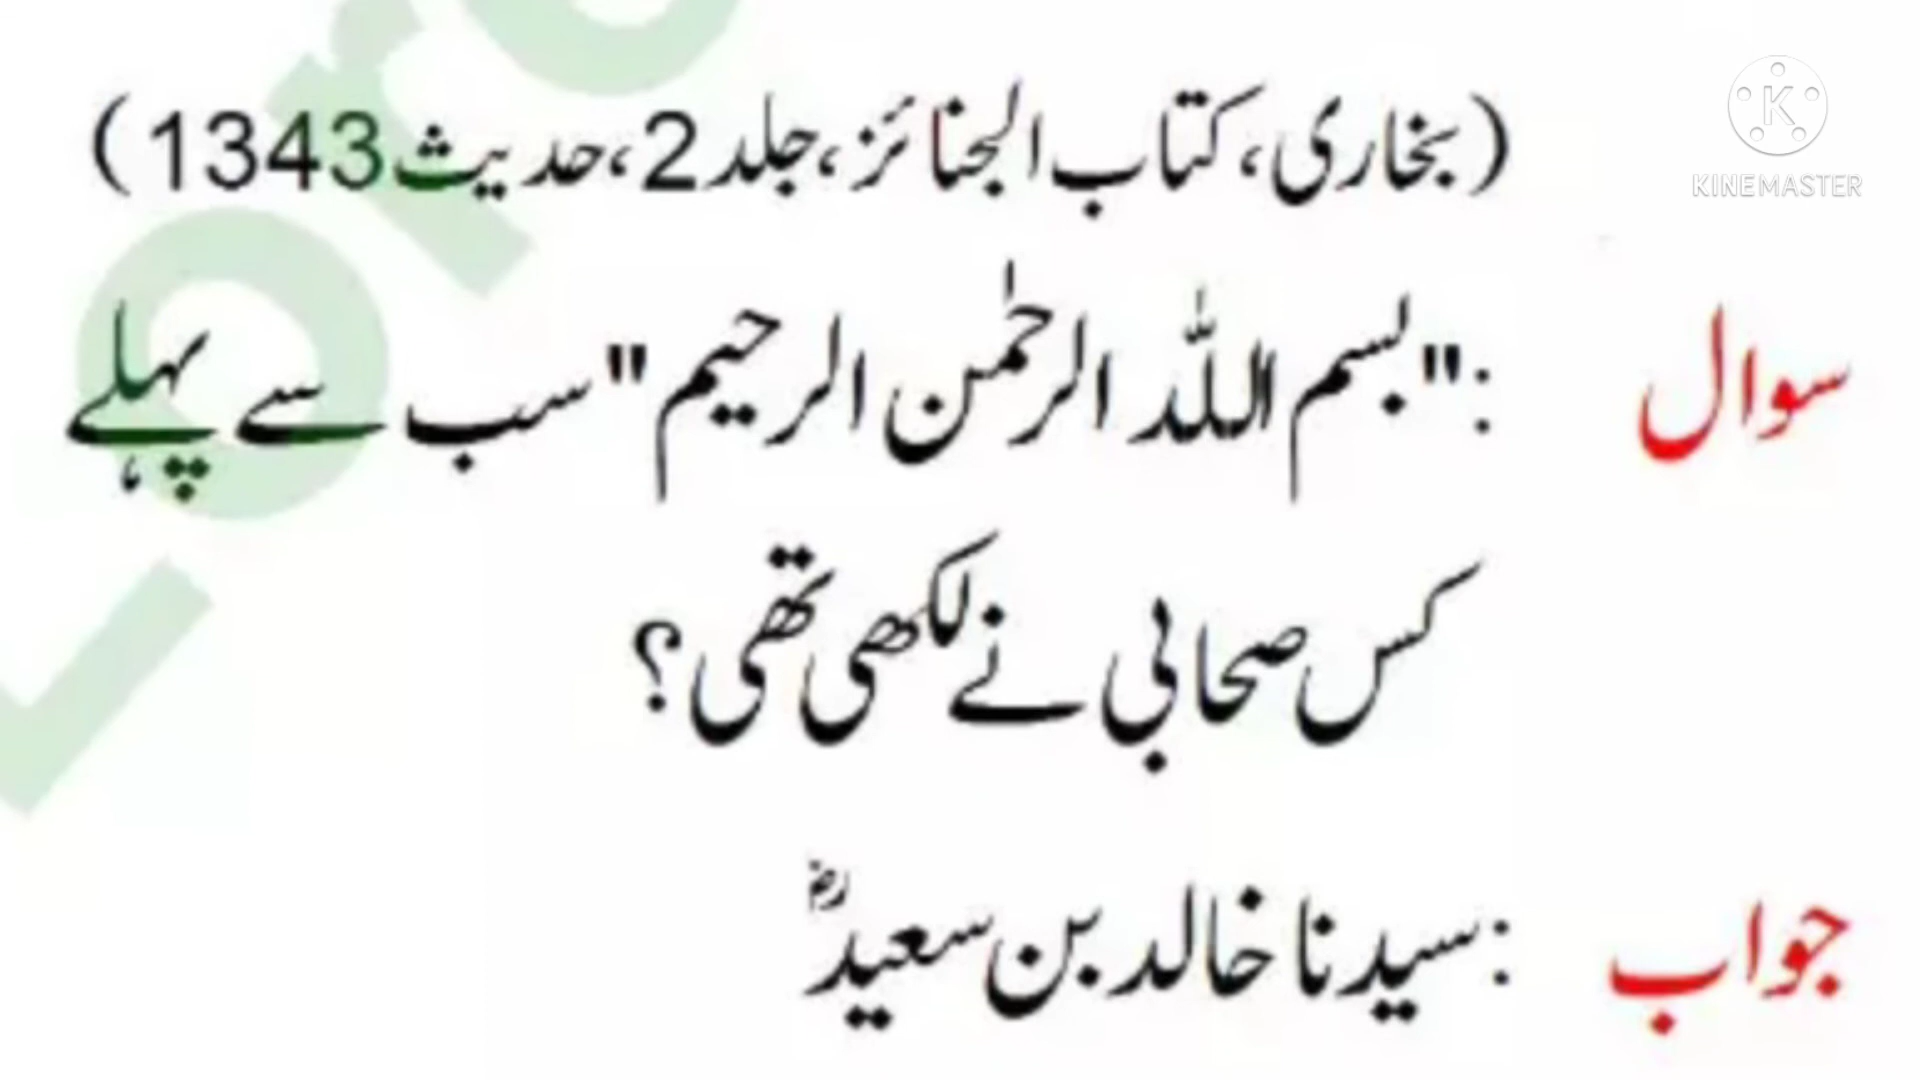 (بخاری، کتاب الجنائز، جلد 2، حدیث 1343)
KINEMASTER
سوال :"بسم اللہ الرحمٰن الرحیم" سب سے پہلے
کس صحابی نے لکھی تھی؟
جواب :سیدنا خالد بن سعیدؓ